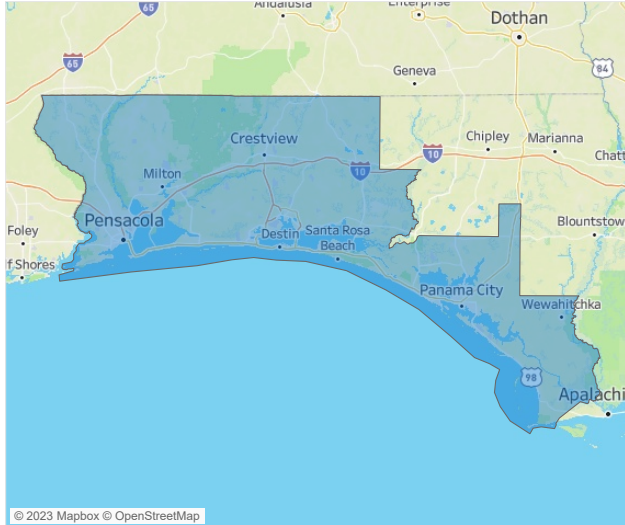 Andalusia
Enterprise
65
Dothan
65
84
Geneva
Crestview
10
Chipley
Marianna
10
Chatt
Milton
Pensacola
Foley
Destin
Santa Rosa
Beach
Blountstow
f Shores
Panama City
Wewahitchka
98
Apalachi
© 2023 Mapbox © OpenStreetMap